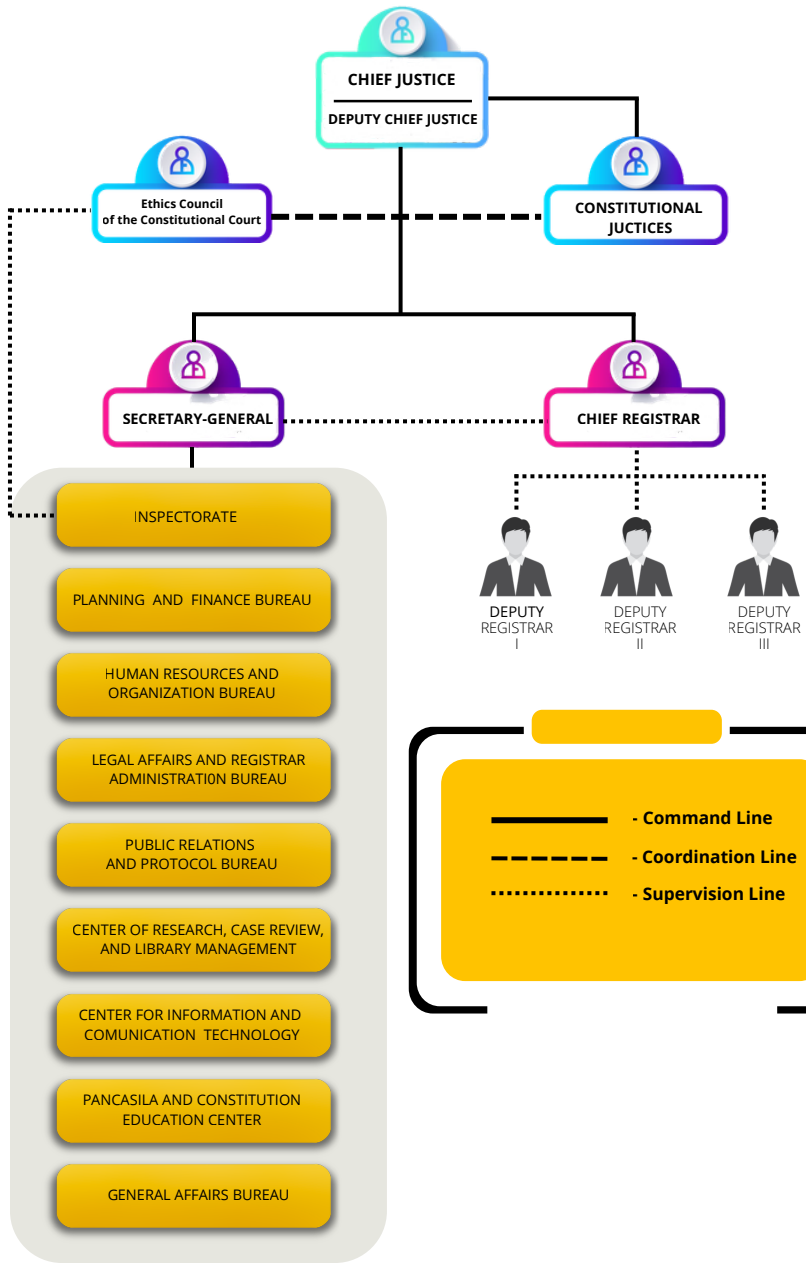 CHIEF JUSTICE
DEPUTY CHIEF JUSTICE
Ethics Council
of the Constitutional Court
CONSTITUTIONAL
JUCTICES
SECRETARY-GENERAL
CHIEF REGISTRAR
INSPECTORATE
PLANNING AND FINANCE BUREAU
HUMAN RESOURCES AND
ORGANIZATION BUREAU
LEGAL AFFAIRS AND REGISTRAR
ADMINISTRATI0N BUREAU
PUBLIC RELATIONS
AND PROTOCOL BUREAU
CENTER OF RESEARCH, CASE REVIEW,
AND LIBRARY MANAGEMENT
CENTER FOR INFORMATION AND
COMUNICATION TECHNOLOGY
PANCASILA AND CONSTITUTION
EDUCATION CENTER
GENERAL AFFAIRS BUREAU
DEPUTY
REGISTRAR
I
DEPUTY
REGISTRAR
II
DEPUTY
REGISTRAR
III
- Command Line
- Coordination Line
- Supervision Line